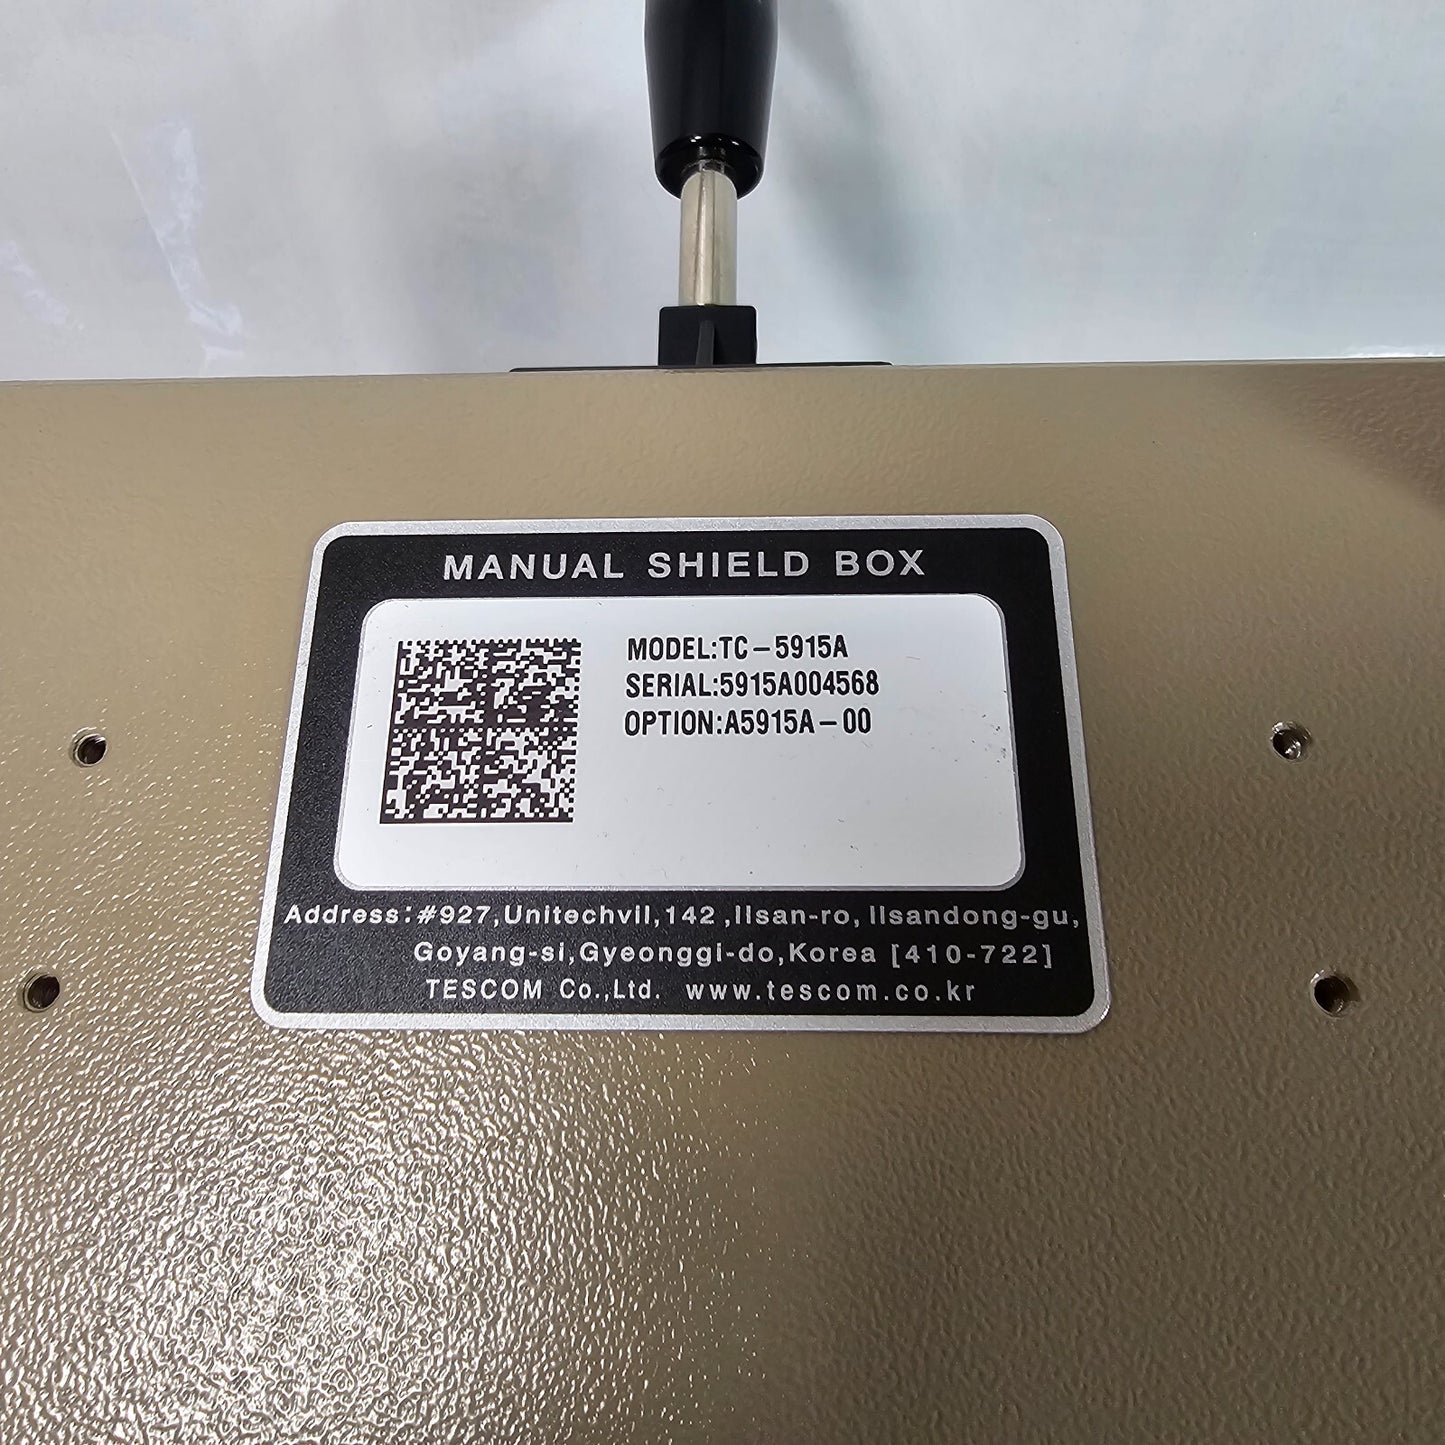 MANUAL SHIELD BOX
MODEL:TC-5915A
SERIAL:5915A004568
OPTION:A5915A-00
Address:#927,Unitechvil,142,Ilsan-ro,Ilsandong-gu,
Goyang-si,Gyeonggi-do,Korea [410-722]
TESCOM Co.,Ltd. www.tescom.co.kr